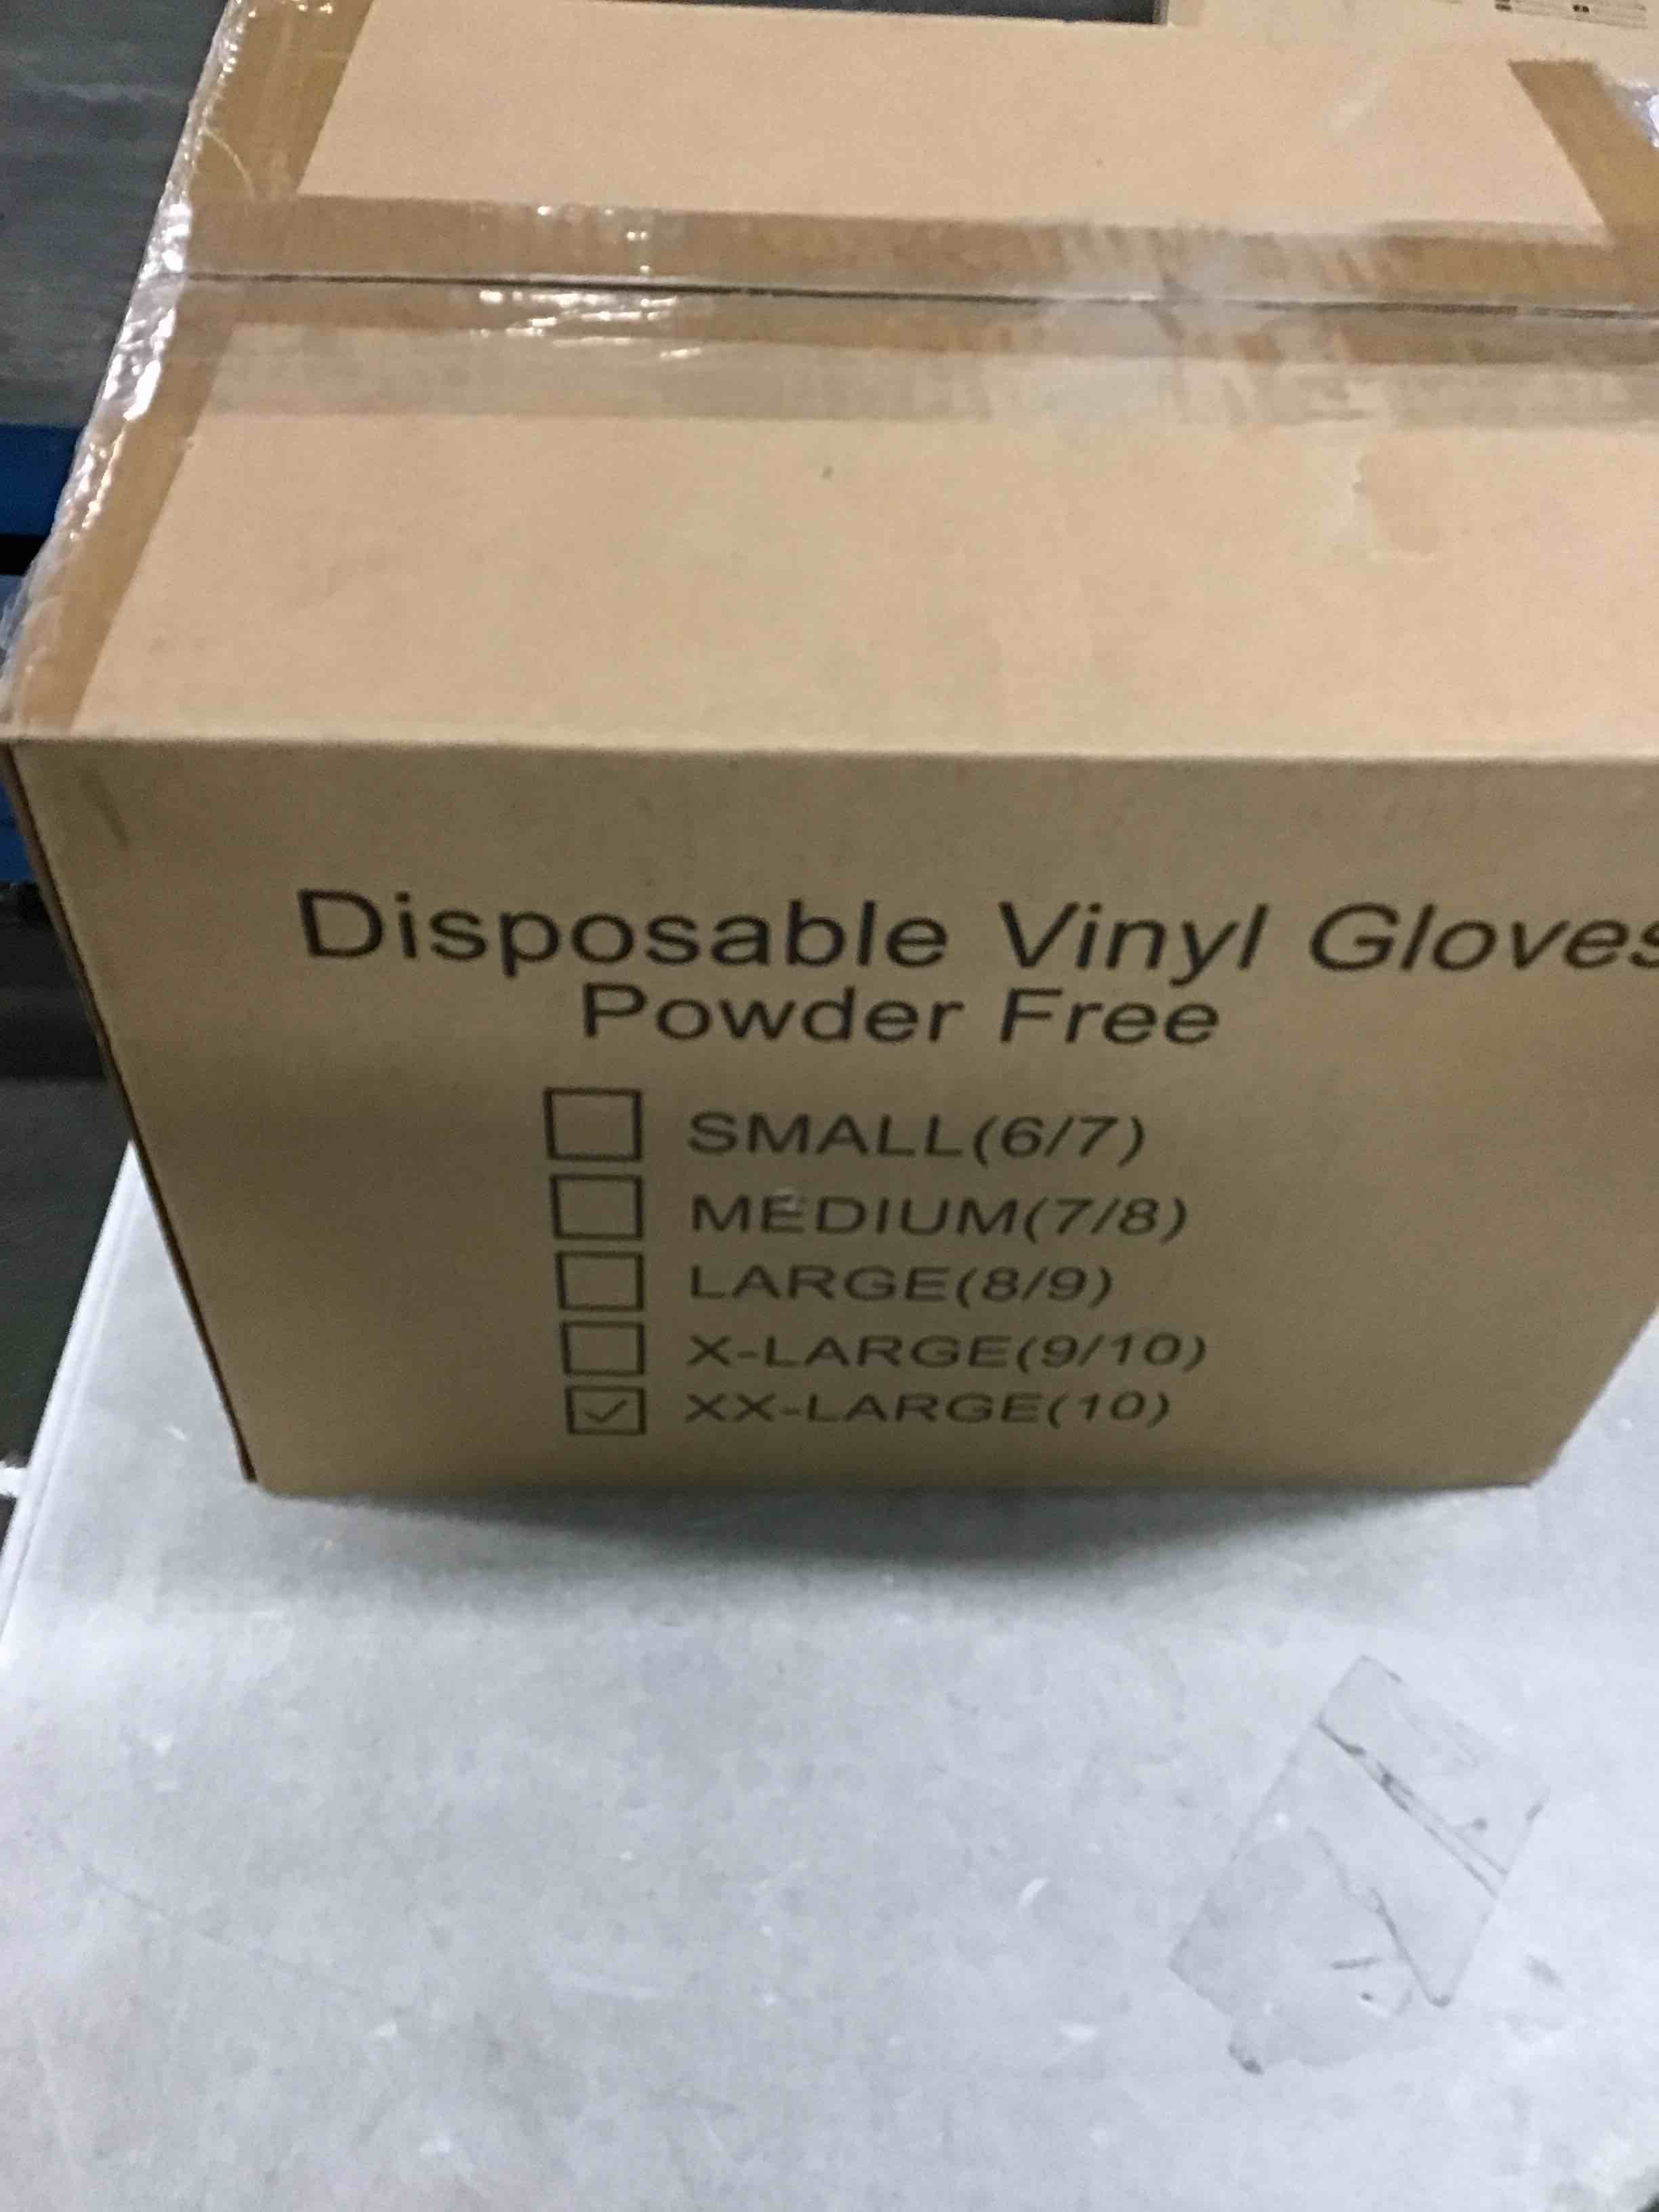 Disposable Vinyl Gloves
Powder Free
SMALL(6/7)
MEDIUM(7/8)
LARGE(8/9)
X-LARGE(9/10)
XX-LARGE(10)